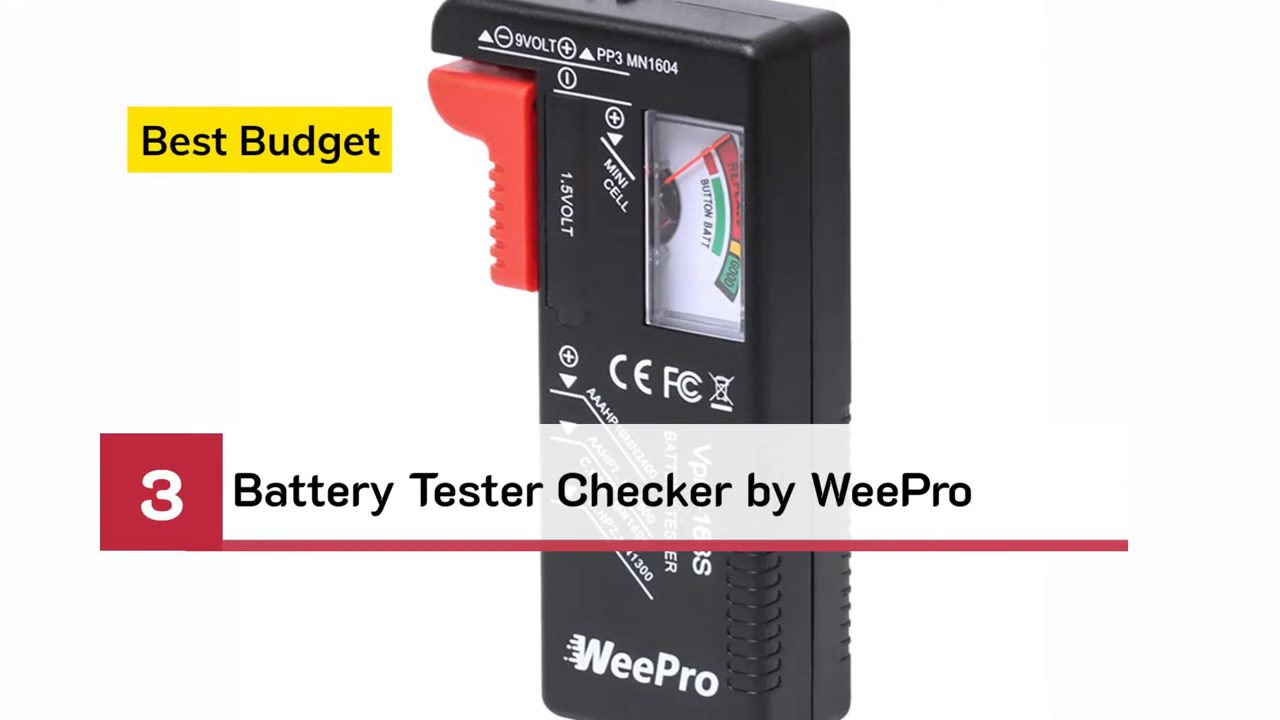 9VOLT
PP3 MN1604
Best Budget
MINI
CELL
1.5VOLT
BUTTON BATT
GOOD
CE FC
3
Battery Tester Checker by WeePro
WeePro